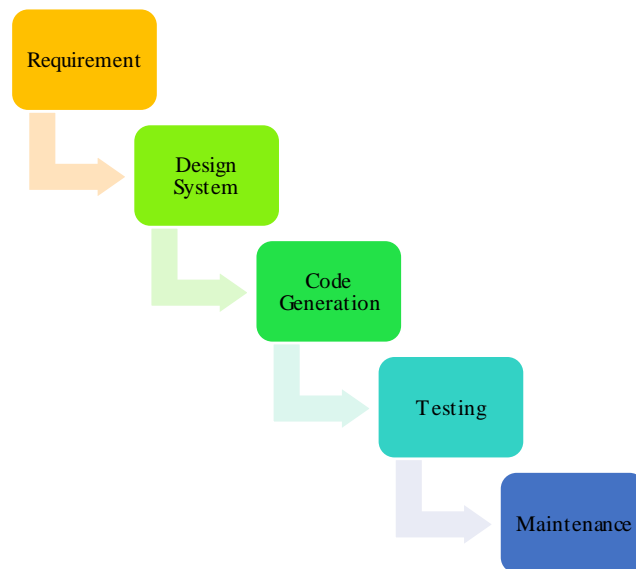 Requirement
Design
System
Code
Generation
Testing
Maintenance